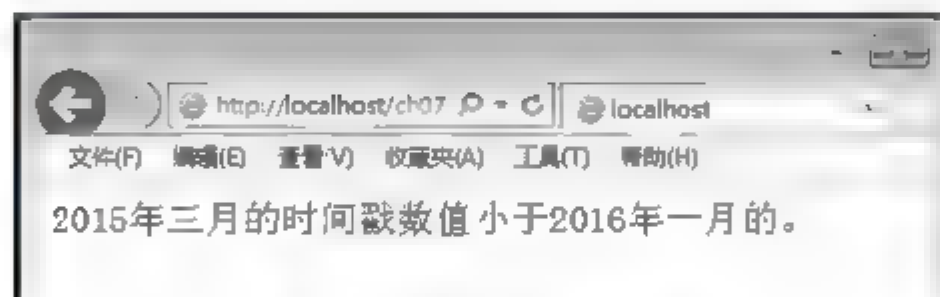 http://localhost/ch07 localhost
文件(F) 编辑(E) 查看(V) 收藏夹(A) 工具(T) 帮助(H)
2015年三月的时间戳数值小于2016年一月的。